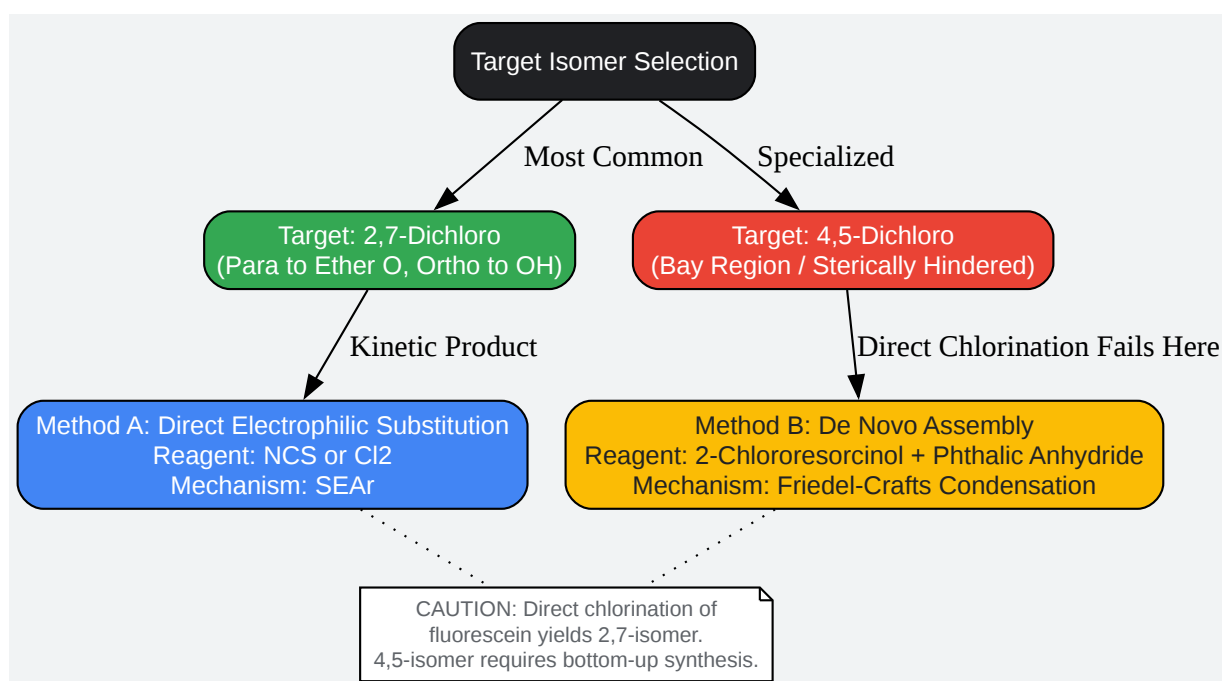 Target Isomer Selection
Most Common
Specialized
Target: 2,7-Dichloro
(Para to Ether O, Ortho to OH)
Target: 4,5-Dichloro
(Bay Region / Sterically Hindered)
Kinetic Product
Direct Chlorination Fails Here
Method A: Direct Electrophilic Substitution
Reagent: NCS or Cl2
Mechanism: SEAr
Method B: De Novo Assembly
Reagent: 2-Chlororesorcinol + Phthalic Anhydride
Mechanism: Friedel-Crafts Condensation
CAUTION: Direct chlorination of
fluorescein yields 2,7-isomer.
4,5-isomer requires bottom-up synthesis.